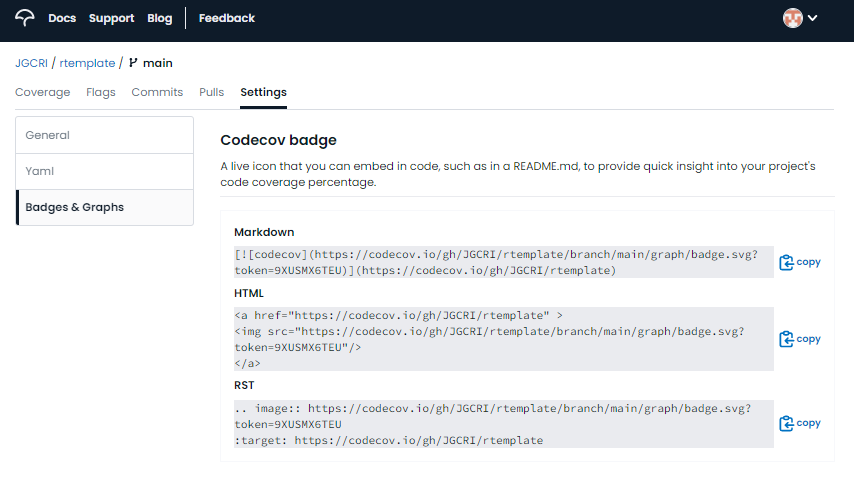 Docs Support Blog Feedback
JGCRI / rtemplate / main
Coverage Flags Commits Pulls Settings
General
Yaml
Badges & Graphs
Codecov badge
A live icon that you can embed in code, such as in a README.md, to provide quick insight into your project's
code coverage percentage.
Markdown
[![codecov](https://codecov.io/gh/JGCRI/rtemplate/branch/main/graph/badge.svg?
token=9XUSMX6TEU)](https://codecov.io/gh/JGCRI/rtemplate)
copy
HTML
<a href="https://codecov.io/gh/JGCRI/rtemplate" >
<img src="https://codecov.io/gh/JGCRI/rtemplate/branch/main/graph/badge.svg?
token=9XUSMX6TEU"/>
</a>
copy
RST
.. image:: https://codecov.io/gh/JGCRI/rtemplate/branch/main/graph/badge.svg?
token=9XUSMX6TEU
:target: https://codecov.io/gh/JGCRI/rtemplate
copy